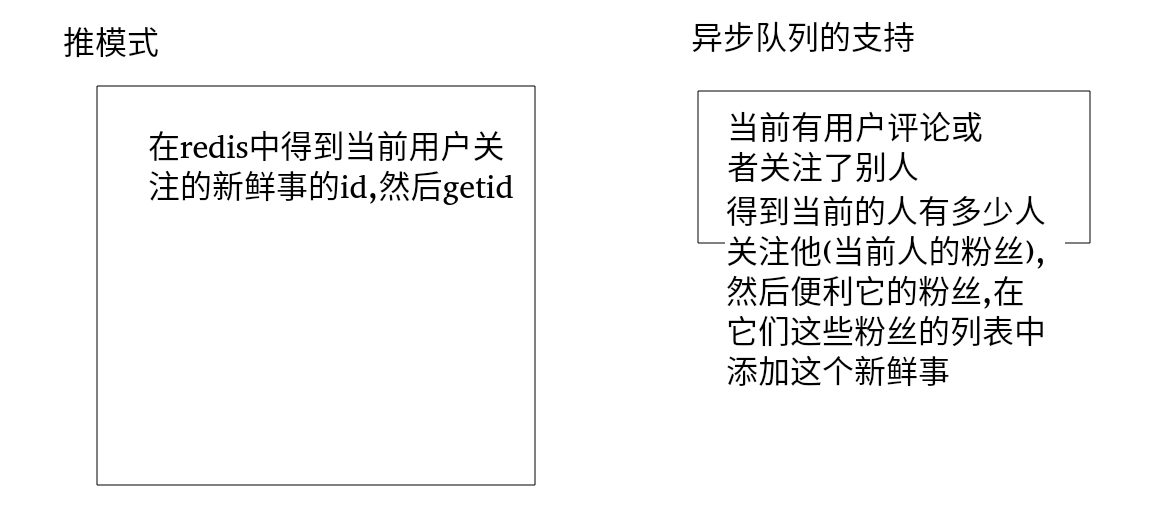 推模式
在redis中得到当前用户关
注的新鲜事的id,然后getid
异步队列的支持
当前有用户评论或
者关注了别人
得到当前的人有多少人
关注他(当前人的粉丝),
然后便利它的粉丝,在
它们这些粉丝的列表中
添加这个新鲜事